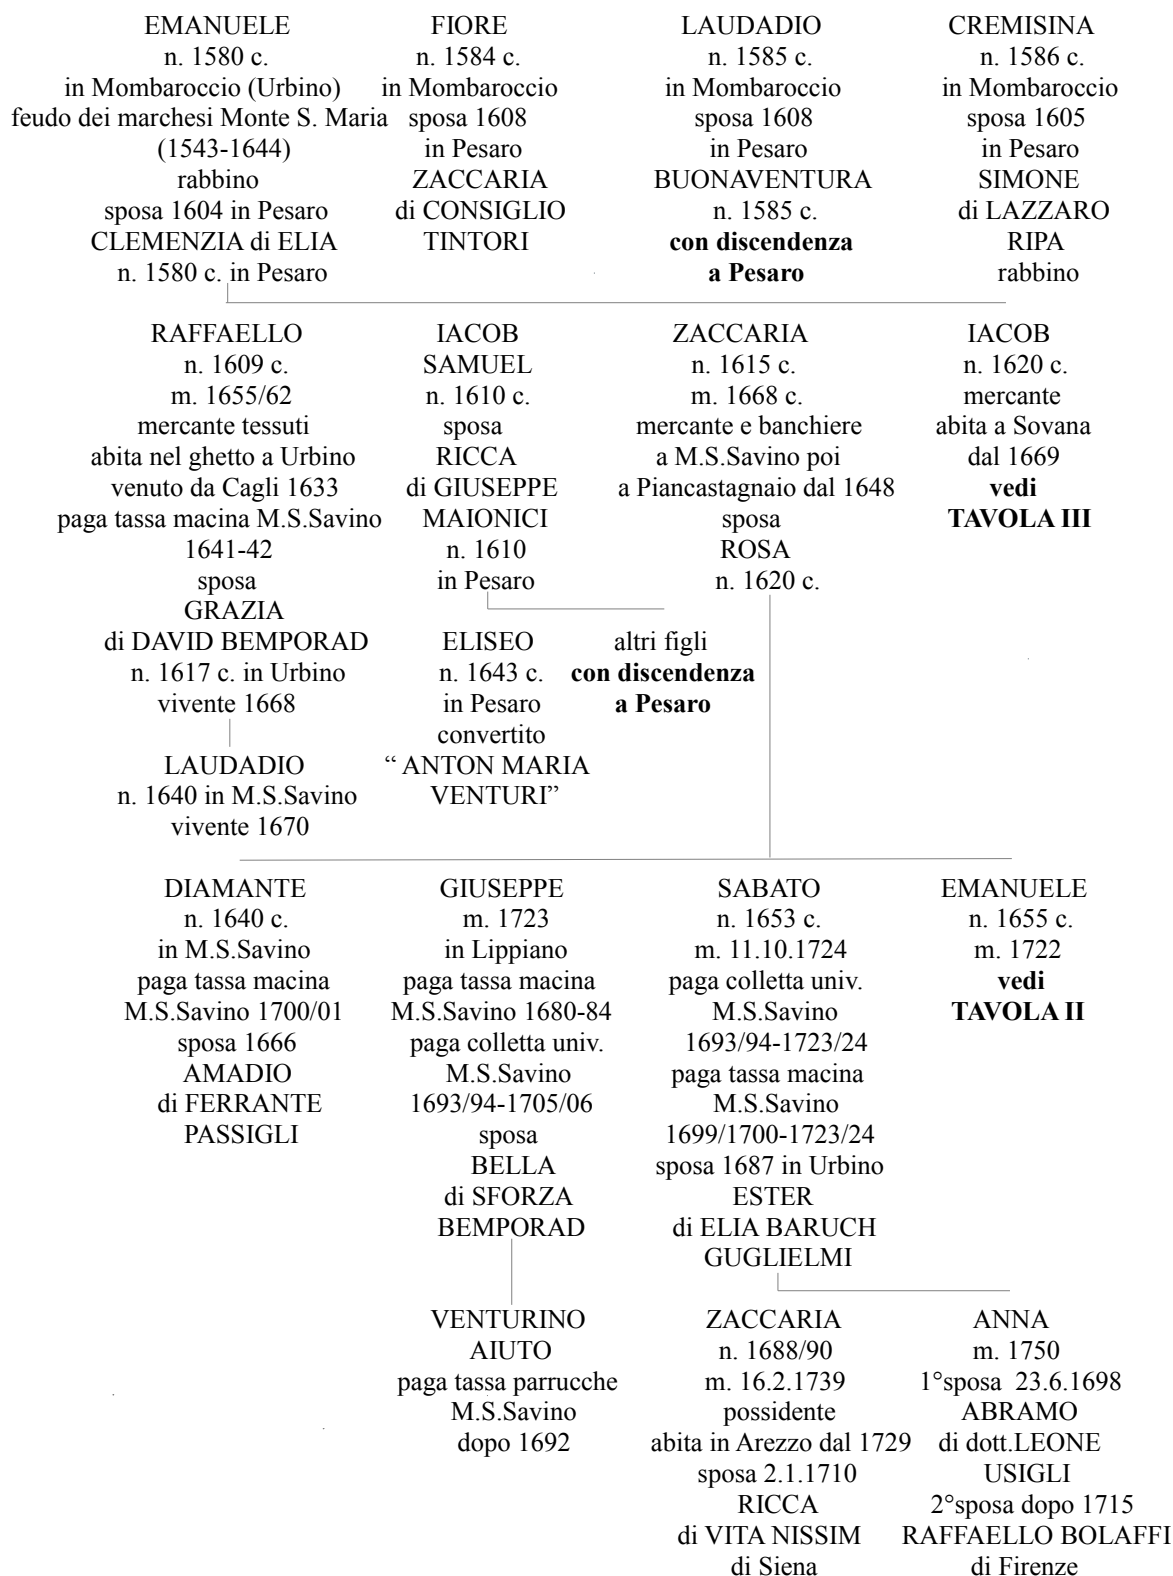 EMANUELE
n. 1580 c.
in Mombaroccio (Urbino)
feudo dei marchesi Monte S. Maria
(1543-1644)
rabbino
sposa 1604 in Pesaro
CLEMENZIA di ELIA
n. 1580 c. in Pesaro
FIORE
n. 1584 c.
in Mombaroccio
sposa 1608
in Pesaro
ZACCARIA
di CONSIGLIO
TINTORI
LAUDADIO
n. 1585 c.
in Mombaroccio
sposa 1608
in Pesaro
BUONAVENTURA
n. 1585 c.
con discendenza
a Pesaro
CREMISINA
n. 1586 c.
in Mombaroccio
sposa 1605
in Pesaro
SIMONE
di LAZZARO
RIPA
rabbino
RAFFAELLO
n. 1609 c.
m. 1655/62
mercante tessuti
abita nel ghetto a Urbino
venuto da Cagli 1633
paga tassa macina M.S.Savino
1641-42
sposa
GRAZIA
di DAVID BEMPORAD
n. 1617 c. in Urbino
vivente 1668
IACOB
SAMUEL
n. 1610 c.
sposa
RICCA
di GIUSEPPE
MAIONICI
n. 1610
in Pesaro
ZACCARIA
n. 1615 c.
m. 1668 c.
mercante e banchiere
a M.S.Savino poi
a Piancastagnaio dal 1648
sposa
ROSA
n. 1620 c.
IACOB
n. 1620 c.
mercante
abita a Sovana
dal 1669
vedi
TAVOLA III
LAUDADIO
n. 1640 in M.S.Savino
vivente 1670
ELISEO
n. 1643 c.
in Pesaro
convertito
“ ANTON MARIA
VENTURI”
altri figli
con discendenza
a Pesaro
DIAMANTE
n. 1640 c.
in M.S.Savino
paga tassa macina
M.S.Savino 1700/01
sposa 1666
AMADIO
di FERRANTE
PASSIGLI
GIUSEPPE
m. 1723
in Lippiano
paga tassa macina
M.S.Savino 1680-84
paga colletta univ.
M.S.Savino
1693/94-1705/06
sposa
BELLA
di SFORZA
BEMPORAD
SABATO
n. 1653 c.
m. 11.10.1724
paga colletta univ.
M.S.Savino
1693/94-1723/24
paga tassa macina
M.S.Savino
1699/1700-1723/24
sposa 1687 in Urbino
ESTER
di ELIA BARUCH
GUGLIELMI
EMANUELE
n. 1655 c.
m. 1722
vedi
TAVOLA II
VENTURINO
AIUTO
paga tassa parrucche
M.S.Savino
dopo 1692
ZACCARIA
n. 1688/90
m. 16.2.1739
possidente
abita in Arezzo dal 1729
sposa 2.1.1710
RICCA
di VITA NISSIM
di Siena
ANNA
m. 1750
1°sposa 23.6.1698
ABRAMO
di dott.LEONE
USIGLI
2°sposa dopo 1715
RAFFAELLO BOLAFFI
di Firenze